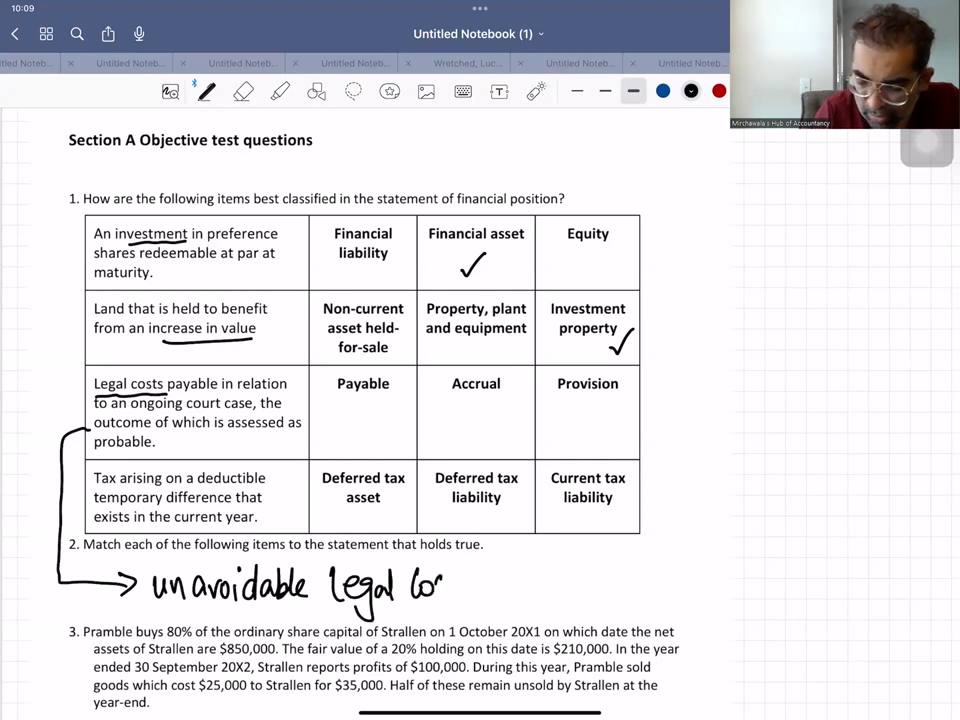 10:09
Untitled Notebook (1)
ntitled Noteb...
Untitled Noteb...
Untitled Noteb...
Untitled Noteb...
Wretched, Luc...
Untitled Noteb...
Untitled Noteb...
Mirchawala's Hub of Accountancy
Section A Objective test questions
1. How are the following items best classified in the statement of financial position?
An investment in preference
shares redeemable at par at
maturity.
Financial
liability
Financial asset
Equity
Land that is held to benefit
from an increase in value
Non-current
asset held-
for-sale
Property, plant
and equipment
Investment
property
Legal costs payable in relation
to an ongoing court case, the
outcome of which is assessed as
probable.
Payable
Accrual
Provision
Tax arising on a deductible
temporary difference that
exists in the current year.
Deferred tax
asset
Deferred tax
liability
Current tax
liability
2. Match each of the following items to the statement that holds true.
unavoidable legal co
3. Pramble buys 80% of the ordinary share capital of Strallen on 1 October 20X1 on which date the net
assets of Strallen are $850,000. The fair value of a 20% holding on this date is $210,000. In the year
ended 30 September 20X2, Strallen reports profits of $100,000. During this year, Pramble sold
goods which cost $25,000 to Strallen for $35,000. Half of these remain unsold by Strallen at the
year-end.